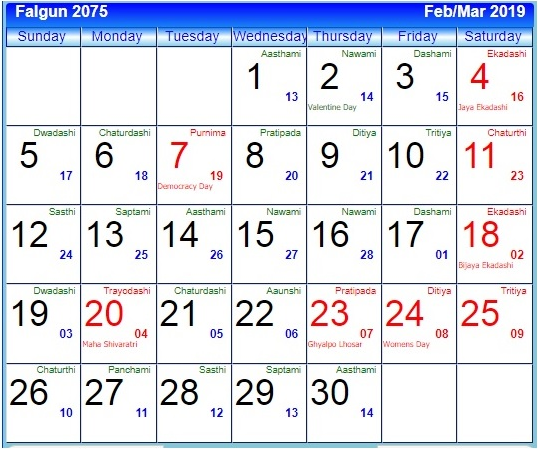 Falgun 2075 Feb/Mar 2019
Sunday Monday Tuesday Wednesday Thursday Friday Saturday
Aasthami Nawami Dashami Ekadashi
1 2 3 4
13 14 15 16
Valentine Day Jaya Ekadashi
Dwadashi Chaturdashi Purnima Pratipada Ditiya Tritiya Chaturthi
5 6 7 8 9 10 11
17 18 19 20 21 22 23
Democracy Day
Sasthi Saptami Aasthami Nawami Nawami Dashami Ekadashi
12 13 14 15 16 17 18
24 25 26 27 28 01 02
Bijaya Ekadashi
Dwadashi Trayodashi Chaturdashi Aaunshi Pratipada Ditiya Tritiya
19 20 21 22 23 24 25
03 04 05 06 07 08 09
Maha Shivaratri Ghyalpo Lhosar Womens Day
Chaturthi Panchami Sasthi Saptami Aasthami
26 27 28 29 30
10 11 12 13 14